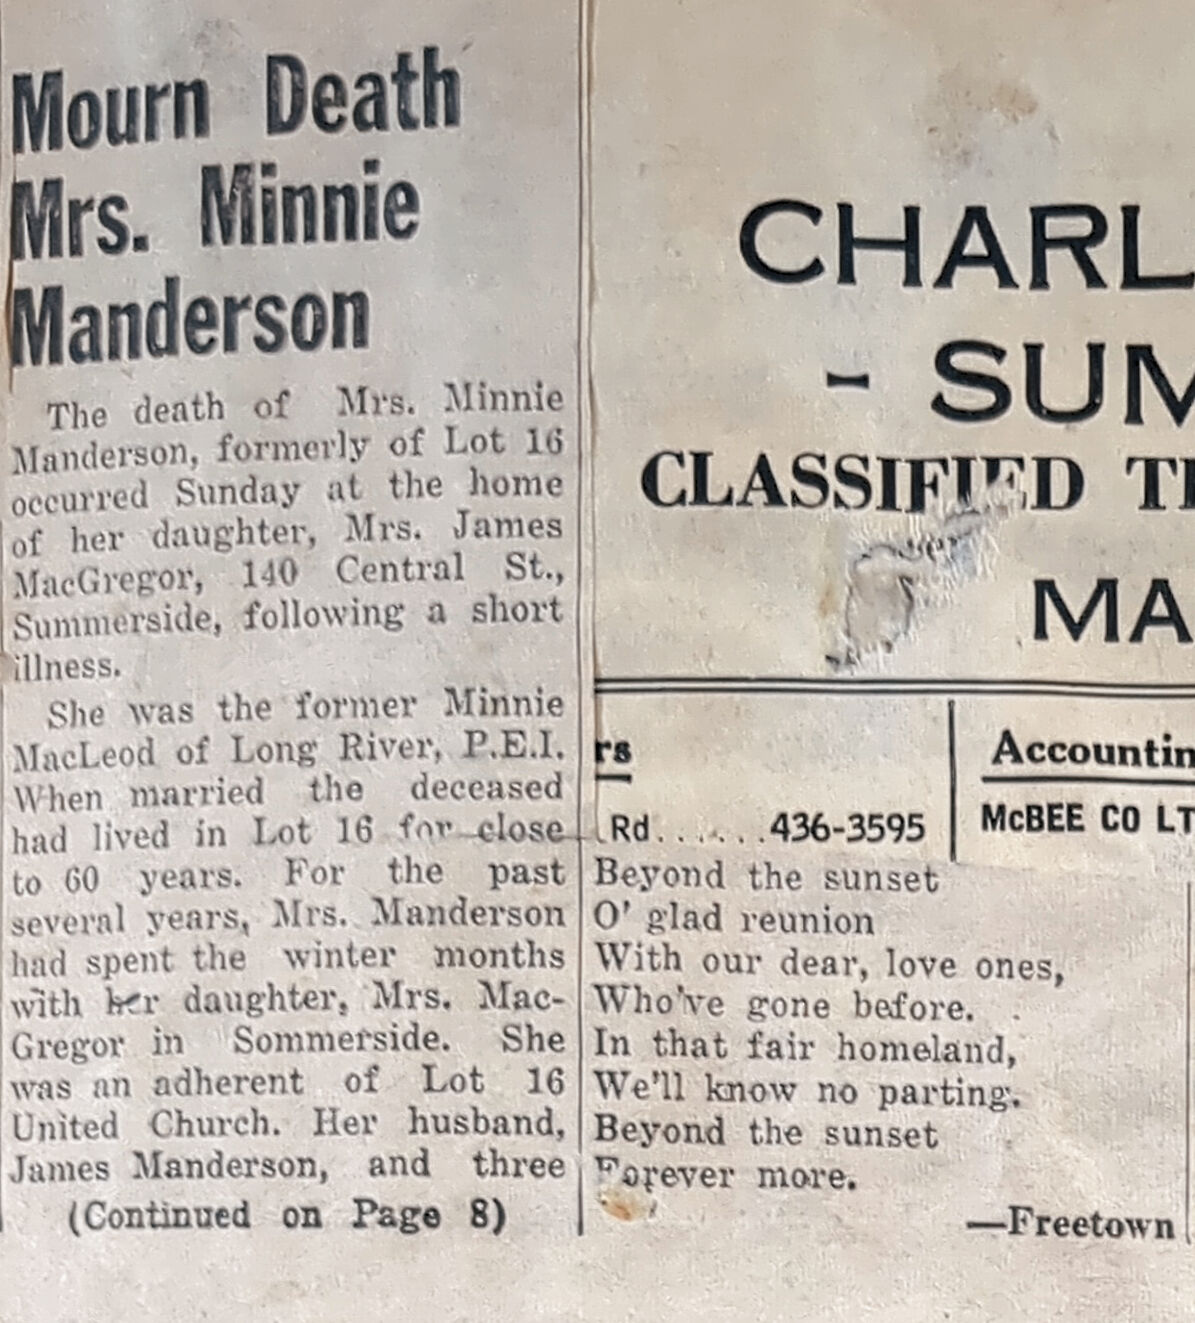 Mourn Death
Mrs. Minnie
Manderson
The death of Mrs. Minnie
Manderson, formerly of Lot 16
occurred Sunday at the home
of her daughter, Mrs. James
MacGregor, 140 Central St.,
Summerside, following a short
illness.
She was the former Minnie
MacLeod of Long River, P.E.I.
When married the deceased
had lived in Lot 16 for close
to 60 years. For the past
several years, Mrs. Manderson
had spent the winter months
with her daughter, Mrs. Mac-
Gregor in Sommerside. She
was an adherent of Lot 16
United Church. Her husband,
James Manderson, and three
(Continued on Page 8)
CHARL
- SUM
CLASSIFIED TE
MA
rs
Rd......436-3595
Accountin
McBEE CO LT
Beyond the sunset
O' glad reunion
With our dear, love ones,
Who've gone before.
In that fair homeland,
We'll know no parting.
Beyond the sunset
Forever more.
—Freetown